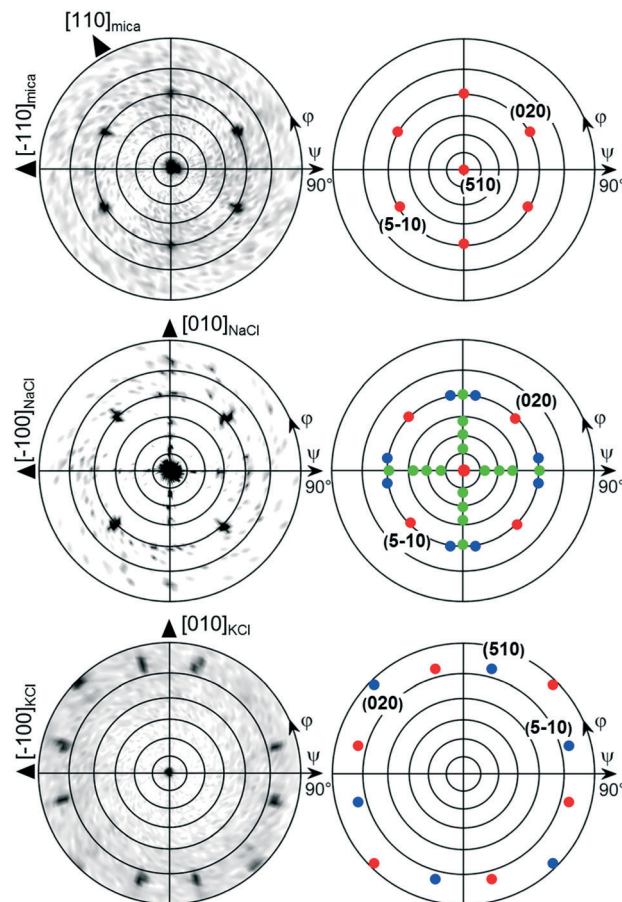 [110]mica
[-110]mica
φ
ψ
90°
(020)
(510)
(5-10)
φ
ψ
90°
[010]NaCl
[-100]NaCl
φ
ψ
90°
(020)
(5-10)
φ
ψ
90°
[010]KCl
[-100]KCl
φ
ψ
90°
(510)
(020)
(5-10)
φ
ψ
90°